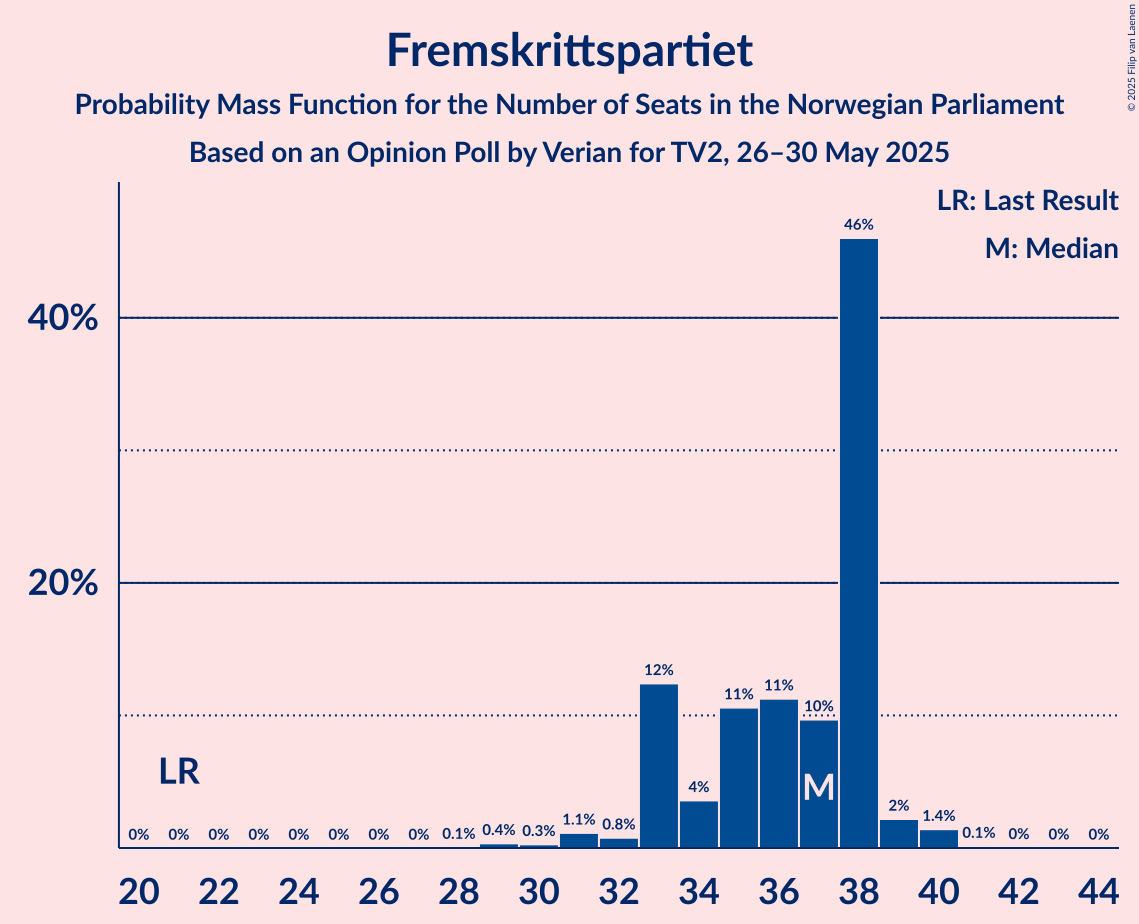 Fremskrittspartiet
Probability Mass Function for the Number of Seats in the Norwegian Parliament
Based on an Opinion Poll by Verian for TV2, 26–30 May 2025
© 2025 Filip van Laenen
LR: Last Result
M: Median
40%
20%
LR
M
0% 0% 0% 0% 0% 0% 0% 0% 0.1% 0.4% 0.3% 1.1% 0.8% 12% 4% 11% 11% 10% 46% 2% 1.4% 0.1% 0% 0% 0%
20 22 24 26 28 30 32 34 36 38 40 42 44